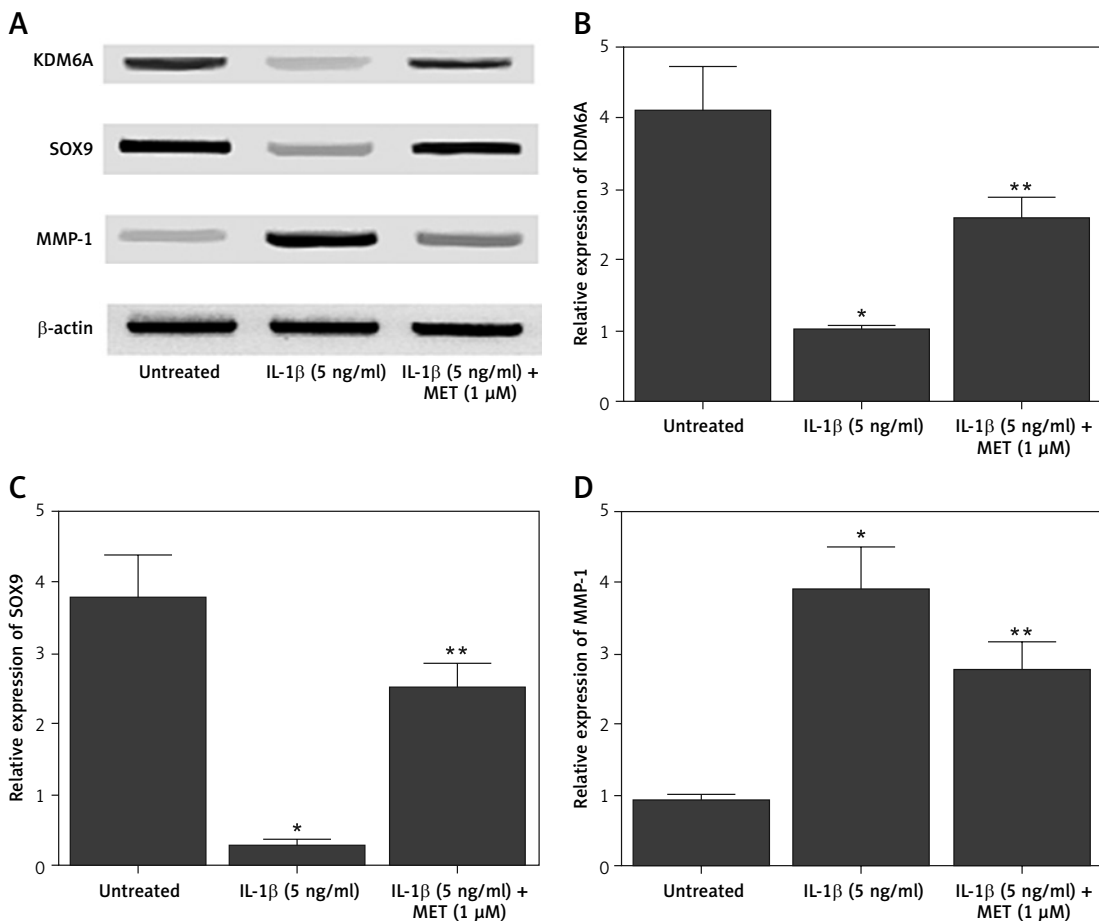 A
KDM6A
SOX9
MMP-1
β-actin
Untreated
IL-1β (5 ng/ml)
IL-1β (5 ng/ml) +
MET (1 μM)
B
Relative expression of KDM6A
5
4
3
2
1
0
*
**
Untreated
IL-1β (5 ng/ml)
IL-1β (5 ng/ml) +
MET (1 μM)
C
Relative expression of SOX9
5
4
3
2
1
0
*
**
Untreated
IL-1β (5 ng/ml)
IL-1β (5 ng/ml) +
MET (1 μM)
D
Relative expression of MMP-1
5
4
3
2
1
0
*
**
Untreated
IL-1β (5 ng/ml)
IL-1β (5 ng/ml) +
MET (1 μM)